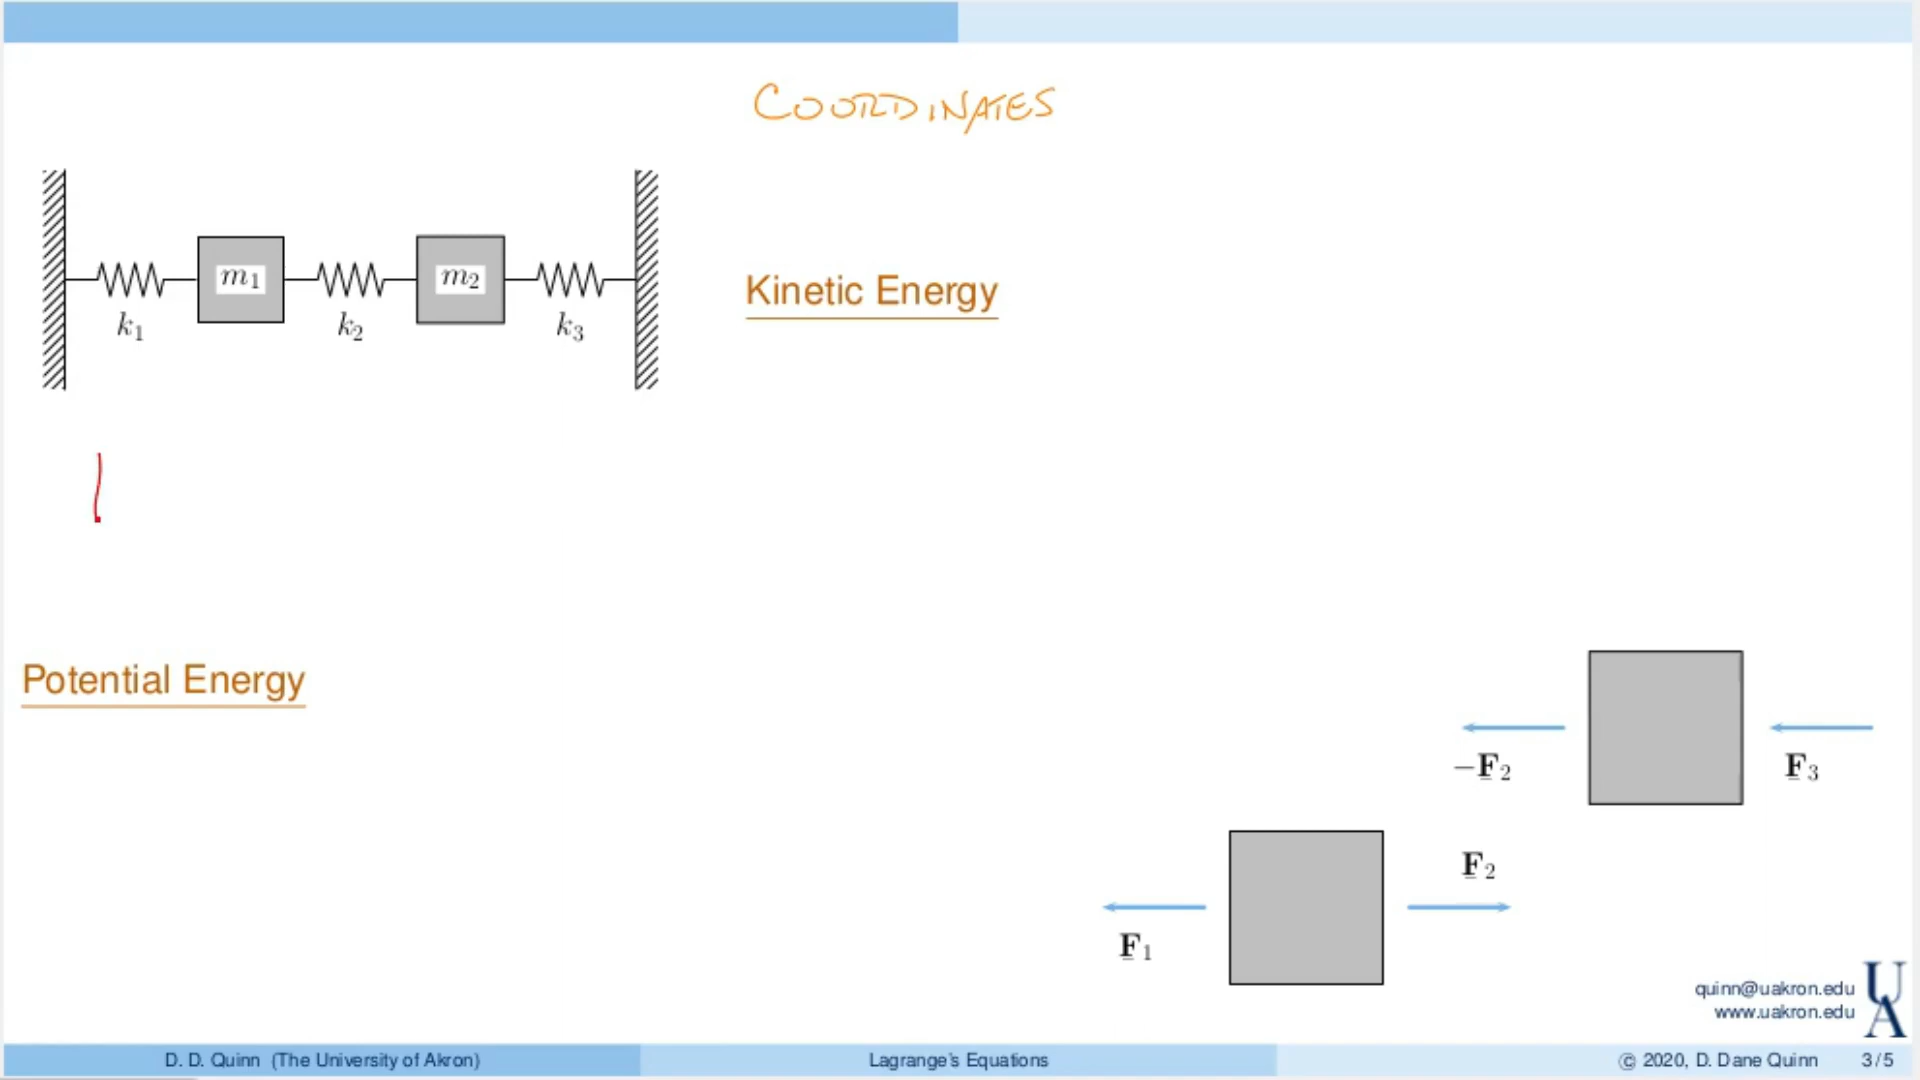 COORDINATES
m1
m2
k1
k2
k3
Kinetic Energy
Potential Energy
−F2
F3
F2
F1
quinn@uakron.edu
www.uakron.edu
UA
D. D. Quinn (The University of Akron)
Lagrange's Equations
© 2020, D. Dane Quinn
3/5